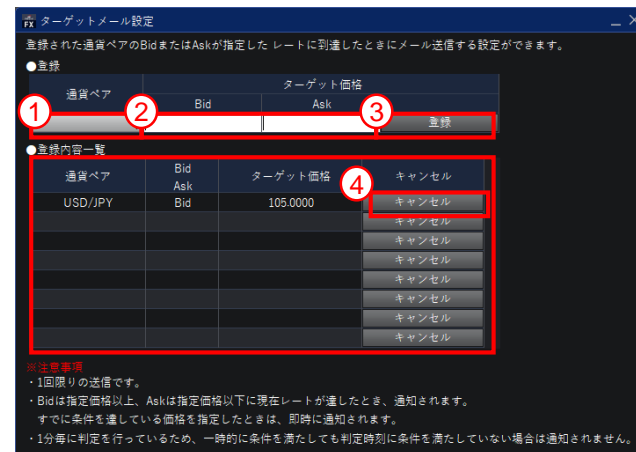 FX ターゲットメール設定
登録された通貨ペアのBidまたはAskが指定した レートに到達したときにメール送信する設定ができます。
●登録
通貨ペア
ターゲット価格
Bid
Ask
1
2
3
登録
●登録内容一覧
通貨ペア
Bid
Ask
ターゲット価格
4
キャンセル
USD/JPY
Bid
105.0000
キャンセル
キャンセル
キャンセル
キャンセル
キャンセル
キャンセル
キャンセル
キャンセル
※注意事項
・1回限りの送信です。
・Bidは指定価格以上、Askは指定価格以下に現在レートが達したとき、通知されます。
すでに条件を達している価格を指定したときは、即時に通知されます。
・1分毎に判定を行っているため、一時的に条件を満たしても判定時刻に条件を満たしていない場合は通知されません。